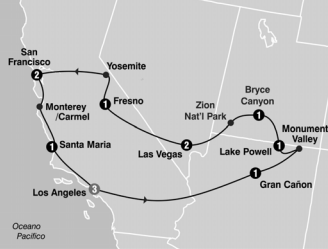 San
Francisco
2
Yosemite
Monterey
/Carmel
1
Fresno
Zion
Nat'l Park
Bryce
Canyon
1
Monument
Valley
1
Santa Maria
Las Vegas
2
Lake Powell
1
1
Gran Cañon
Los Angeles
3
Oceano
Pacifico